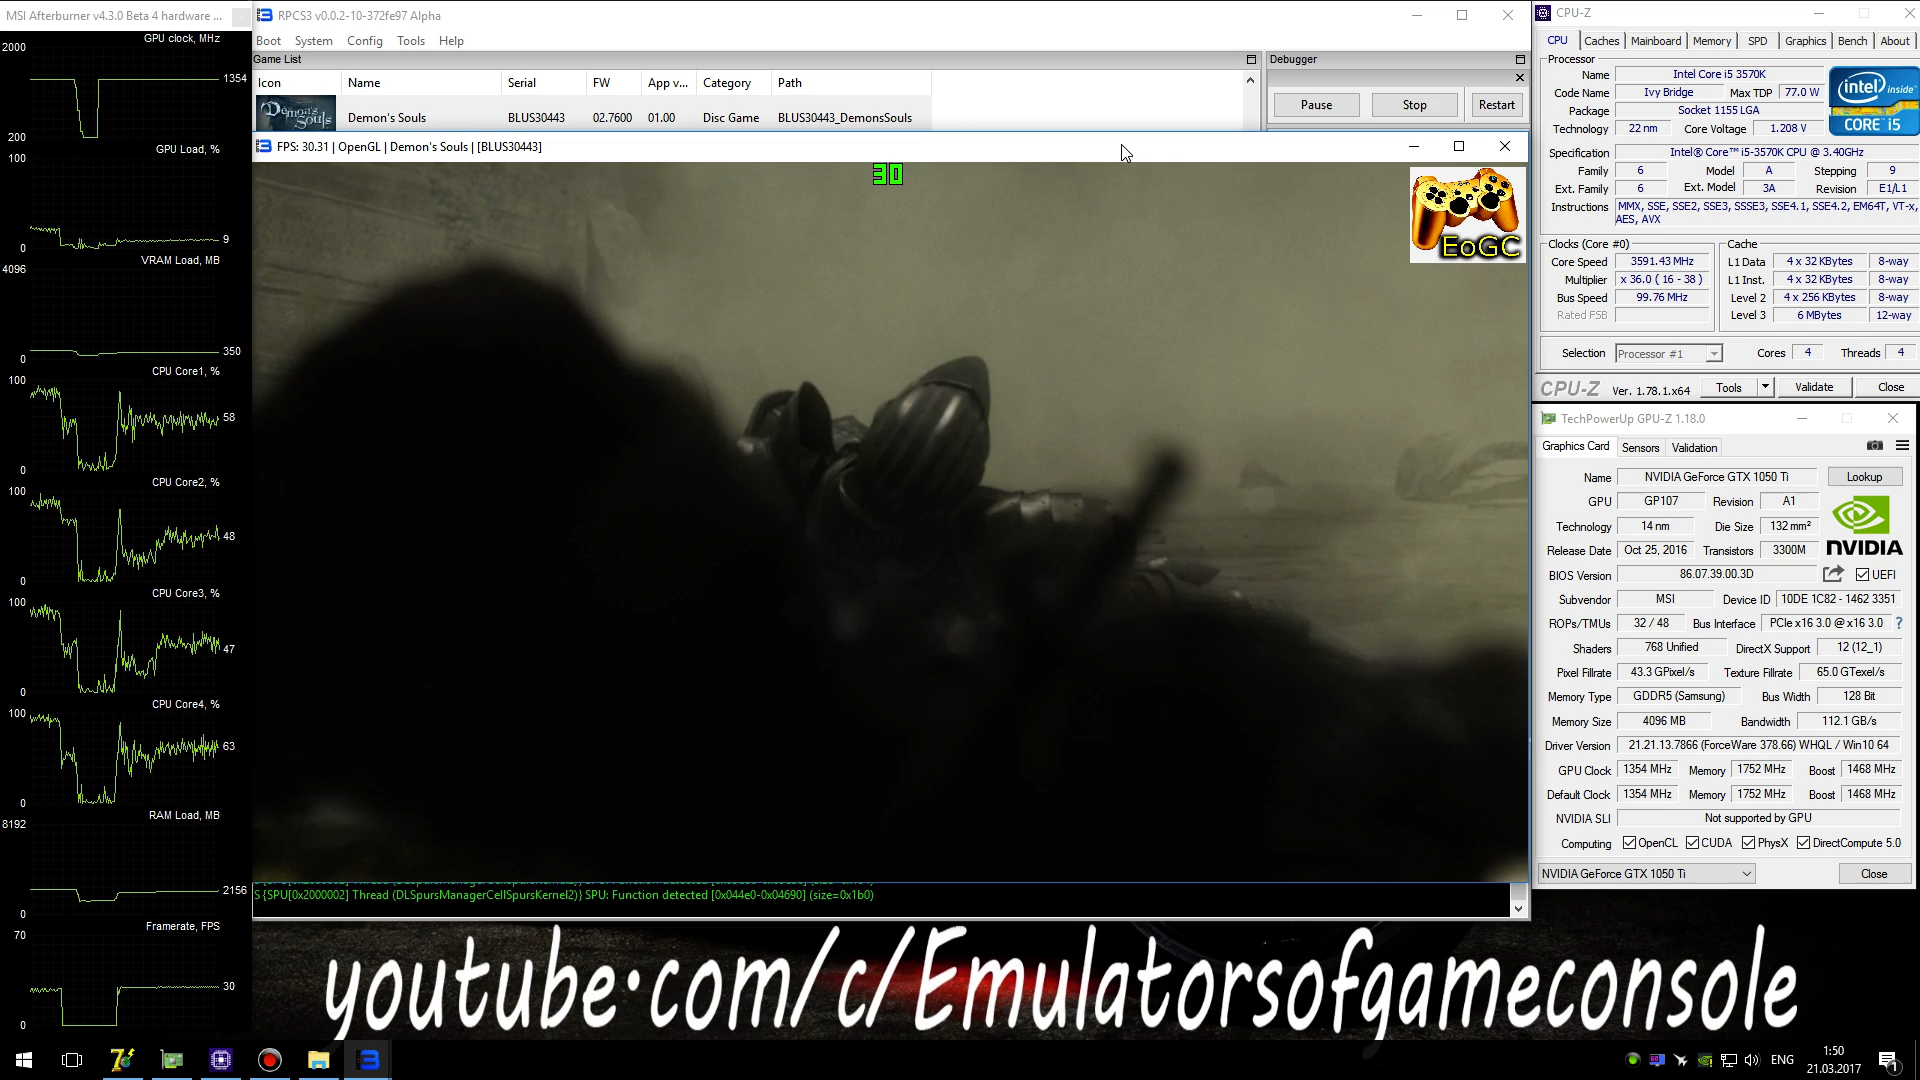 MSI Afterburner v4.3.0 Beta 4 hardware ...
GPU clock, MHz
2000
1354
200
GPU Load, %
100
9
0
VRAM Load, MB
4096
350
0
CPU Core1, %
100
58
0
CPU Core2, %
100
48
0
CPU Core3, %
100
47
0
CPU Core4, %
100
63
0
RAM Load, MB
8192
2156
0
Framerate, FPS
70
30
0
RPCS3 v0.0.2-10-372fe97 Alpha
Boot System Config Tools Help
Game List
Icon Name Serial FW App v... Category Path
Demon's Souls
Demon's Souls BLUS30443 02.7600 01.00 Disc Game BLUS30443_DemonsSouls
Debugger
Pause Stop Restart
FPS: 30.31 | OpenGL | Demon's Souls | [BLUS30443]
30
EoGC
S {SPU[0x2000002] Thread (DLSpursManagerCellSpursKernel2)} SPU: Function detected [0x044e0-0x04690] (size=0x1b0)
CPU-Z
CPU Caches Mainboard Memory SPD Graphics Bench About
Processor
Name Intel Core i5 3570K
Code Name Ivy Bridge Max TDP 77.0 W
Package Socket 1155 LGA
Technology 22 nm Core Voltage 1.208 V
intel inside
CORE i5
Specification Intel® Core™ i5-3570K CPU @ 3.40GHz
Family 6 Model A Stepping 9
Ext. Family 6 Ext. Model 3A Revision E1/L1
Instructions MMX, SSE, SSE2, SSE3, SSSE3, SSE4.1, SSE4.2, EM64T, VT-x,
AES, AVX
Clocks (Core #0)
Core Speed 3591.43 MHz
Multiplier x 36.0 ( 16 - 38 )
Bus Speed 99.76 MHz
Rated FSB
Cache
L1 Data 4 x 32 KBytes 8-way
L1 Inst. 4 x 32 KBytes 8-way
Level 2 4 x 256 KBytes 8-way
Level 3 6 MBytes 12-way
Selection Processor #1 Cores 4 Threads 4
CPU-Z Ver. 1.78.1.x64 Tools Validate Close
TechPowerUp GPU-Z 1.18.0
Graphics Card Sensors Validation
Name NVIDIA GeForce GTX 1050 Ti Lookup
GPU GP107 Revision A1
Technology 14 nm Die Size 132 mm²
Release Date Oct 25, 2016 Transistors 3300M
NVIDIA
BIOS Version 86.07.39.00.3D UEFI
Subvendor MSI Device ID 10DE 1C82 - 1462 3351
ROPs/TMUs 32 / 48 Bus Interface PCIe x16 3.0 @ x16 3.0 ?
Shaders 768 Unified DirectX Support 12 (12_1)
Pixel Fillrate 43.3 GPixel/s Texture Fillrate 65.0 GTexel/s
Memory Type GDDR5 (Samsung) Bus Width 128 Bit
Memory Size 4096 MB Bandwidth 112.1 GB/s
Driver Version 21.21.13.7866 (ForceWare 378.66) WHQL / Win10 64
GPU Clock 1354 MHz Memory 1752 MHz Boost 1468 MHz
Default Clock 1354 MHz Memory 1752 MHz Boost 1468 MHz
NVIDIA SLI Not supported by GPU
Computing OpenCL CUDA PhysX DirectCompute 5.0
NVIDIA GeForce GTX 1050 Ti Close
youtube.com/c/Emulatorsofgameconsole
ENG
1:50
21.03.2017
1